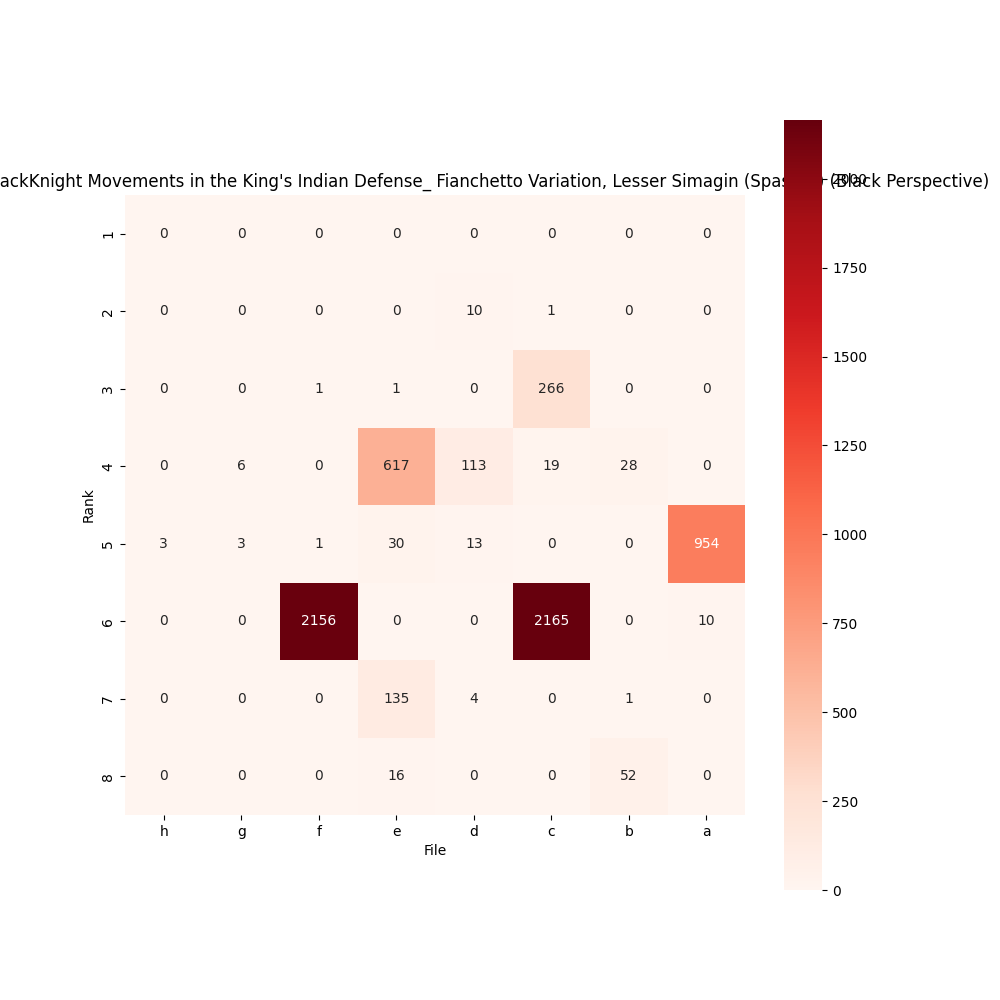 ackKnight Movements in the King's Indian Defense_ Fianchetto Variation, Lesser Simagin (Spas (Black Perspective)
2000
1750
1500
1250
1000
750
500
250
0
Rank
1 0 0 0 0 0 0 0 0
2 0 0 0 0 10 1 0 0
3 0 0 1 1 0 266 0 0
4 0 6 0 617 113 19 28 0
5 3 3 1 30 13 0 0 954
6 0 0 2156 0 0 2165 0 10
7 0 0 0 135 4 0 1 0
8 0 0 0 16 0 0 52 0
h g f e d c b a
File